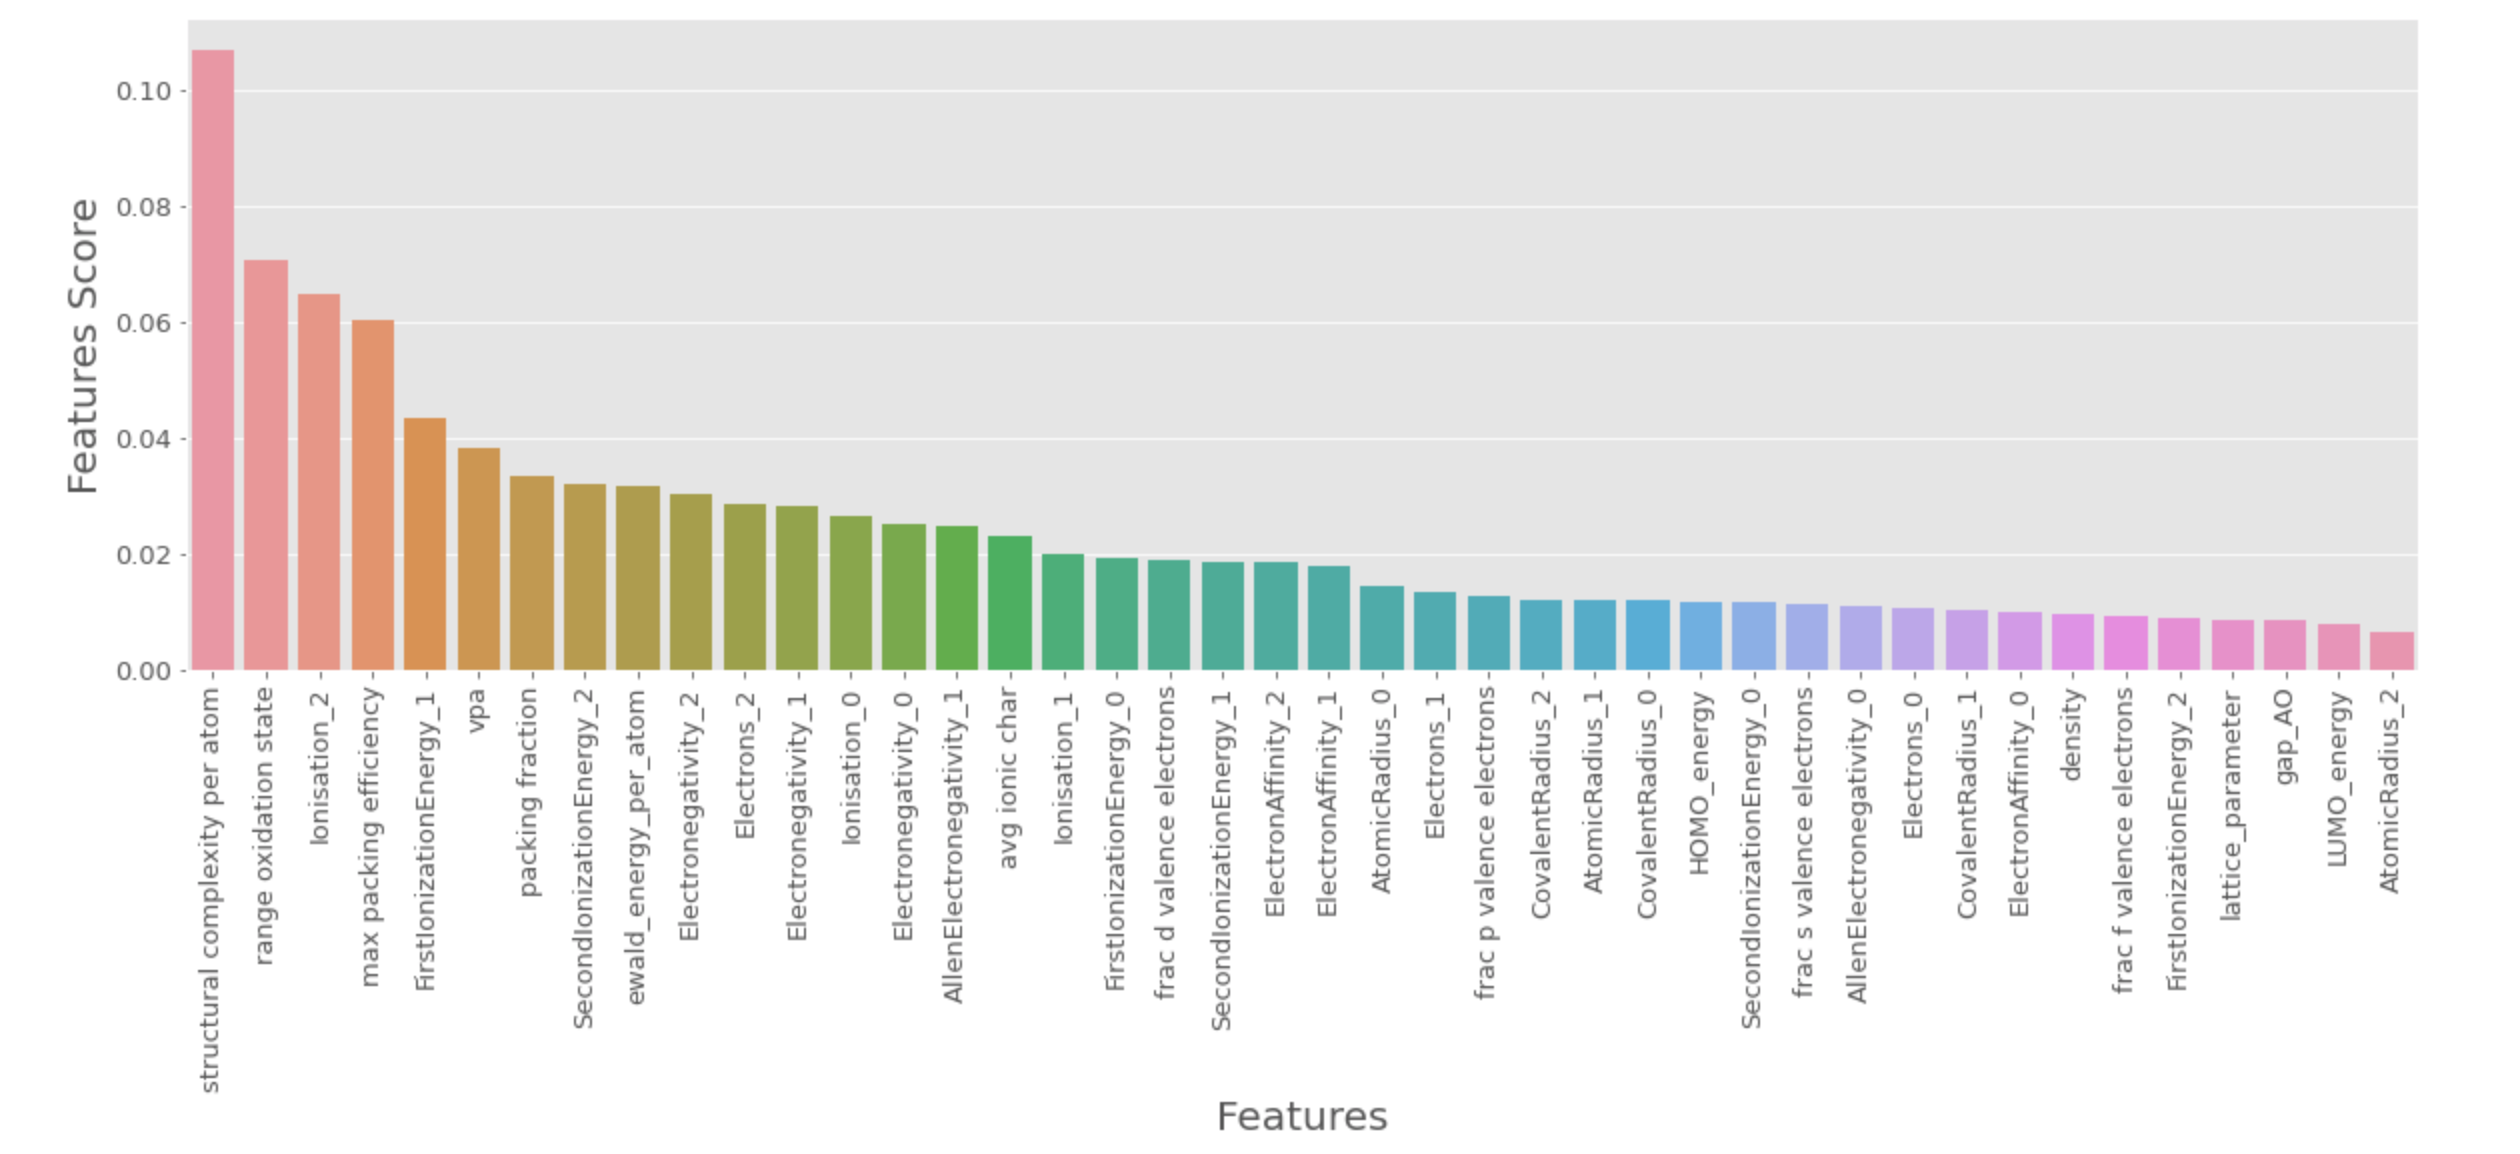 Features Score
0.10
0.08
0.06
0.04
0.02
0.00
structural complexity per atom
range oxidation state
Ionisation_2
max packing efficiency
FirstIonizationEnergy_1
vpa
packing fraction
SecondIonizationEnergy_2
ewald_energy_per_atom
Electronegativity_2
Electrons_2
Electronegativity_1
Ionisation_0
Electronegativity_0
AllenElectronegativity_1
avg ionic char
Ionisation_1
FirstIonizationEnergy_0
frac d valence electrons
SecondIonizationEnergy_1
ElectronAffinity_2
ElectronAffinity_1
AtomicRadius_0
Electrons_1
frac p valence electrons
CovalentRadius_2
AtomicRadius_1
CovalentRadius_0
HOMO_energy
SecondIonizationEnergy_0
frac s valence electrons
AllenElectronegativity_0
Electrons_0
CovalentRadius_1
ElectronAffinity_0
density
frac f valence electrons
FirstIonizationEnergy_2
lattice_parameter
gap_AO
LUMO_energy
AtomicRadius_2
Features